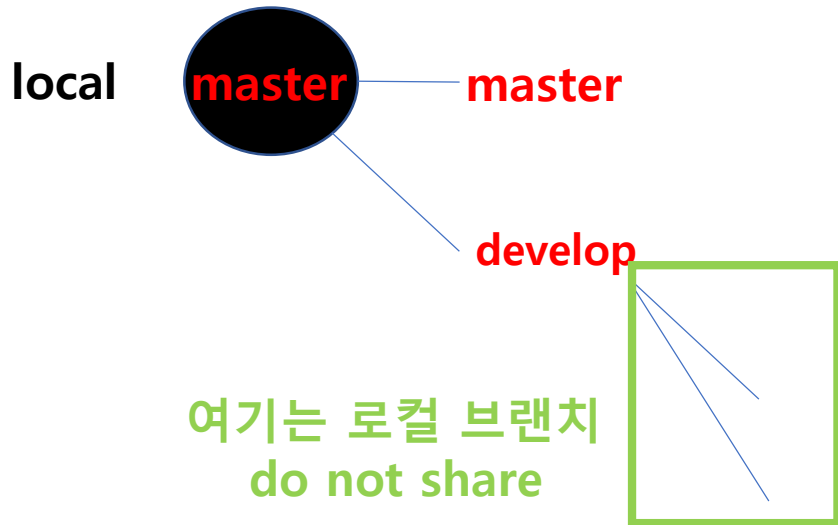 local
master
master
develop
여기는 로컬 브랜치
do not share